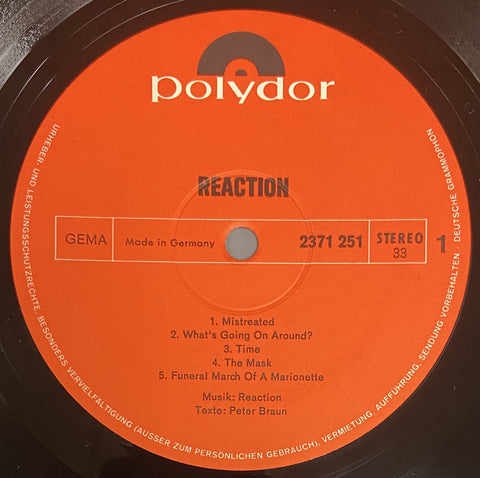 polydor
REACTION
GEMA Made in Germany 2371 251 STEREO 33 1
1. Mistreated
2. What's Going On Around?
3. Time
4. The Mask
5. Funeral March Of A Marionette
Musik: Reaction
Texte: Peter Braun
URHEBER- UND LEISTUNGSSCHUTZRECHTE, BESONDERS VERVIELFÄLTIGUNG (AUSSER ZUM PERSÖNLICHEN GEBRAUCH), VERMIETUNG, AUFFÜHRUNG, SENDUNG VORBEHALTEN · DEUTSCHE GRAMMOPHON